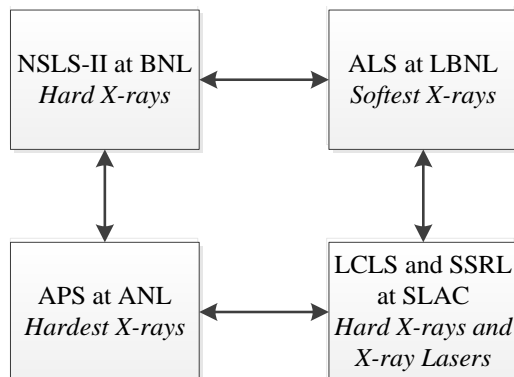 NSLS-II at BNL
Hard X-rays
ALS at LBNL
Softest X-rays
APS at ANL
Hardest X-rays
LCLS and SSRL
at SLAC
Hard X-rays and
X-ray Lasers